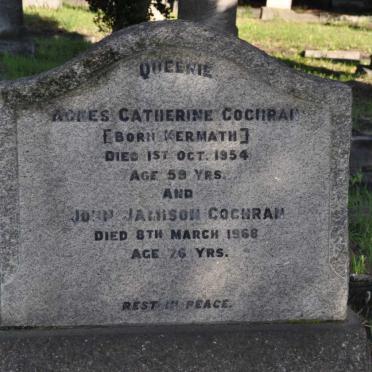 QUEENIE
AGNES CATHERINE COCHRAN
[BORN KERMATH]
DIED 1ST OCT. 1954
AGE 59 YRS.
AND
JOHN JAMISON COCHRAN
DIED 8TH MARCH 1968
AGE 76 YRS.
REST IN PEACE.